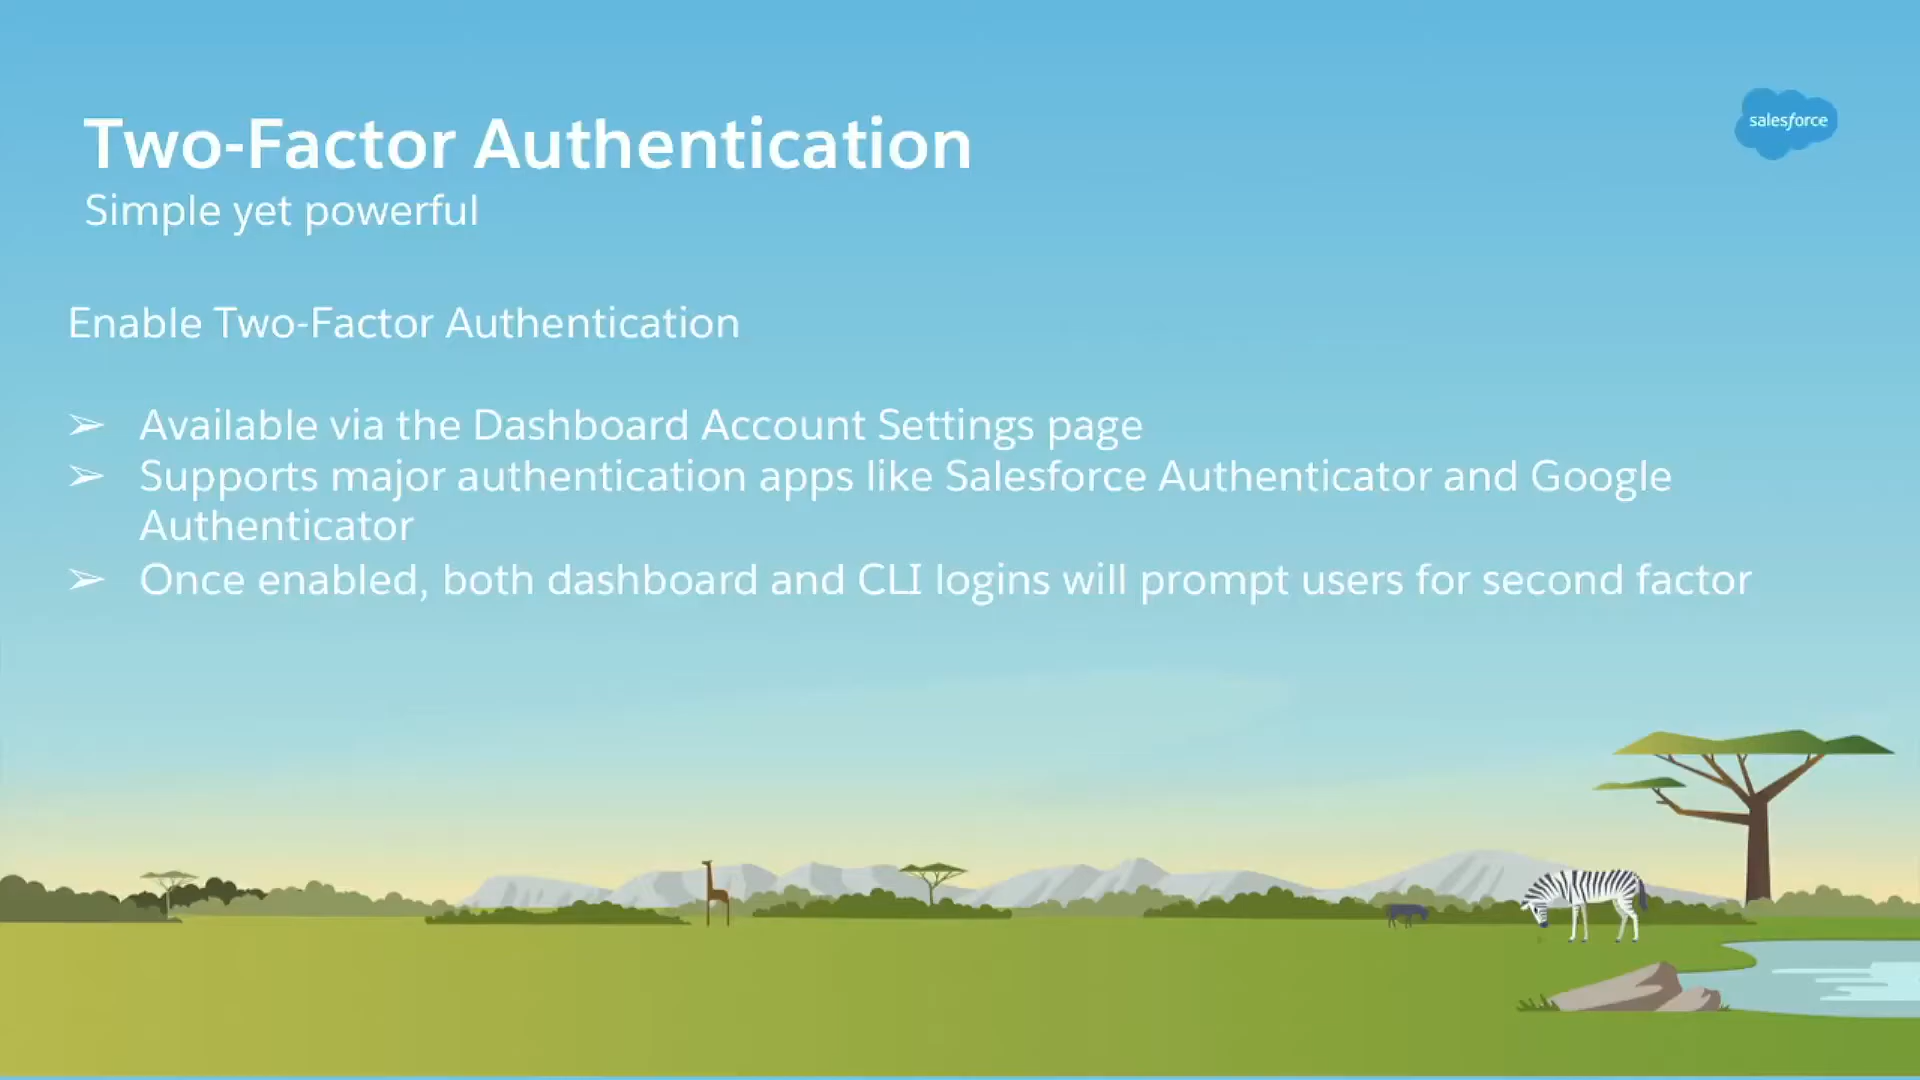 Two-Factor Authentication
salesforce
Simple yet powerful
Enable Two-Factor Authentication
➢ Available via the Dashboard Account Settings page
➢ Supports major authentication apps like Salesforce Authenticator and Google
Authenticator
➢ Once enabled, both dashboard and CLI logins will prompt users for second factor